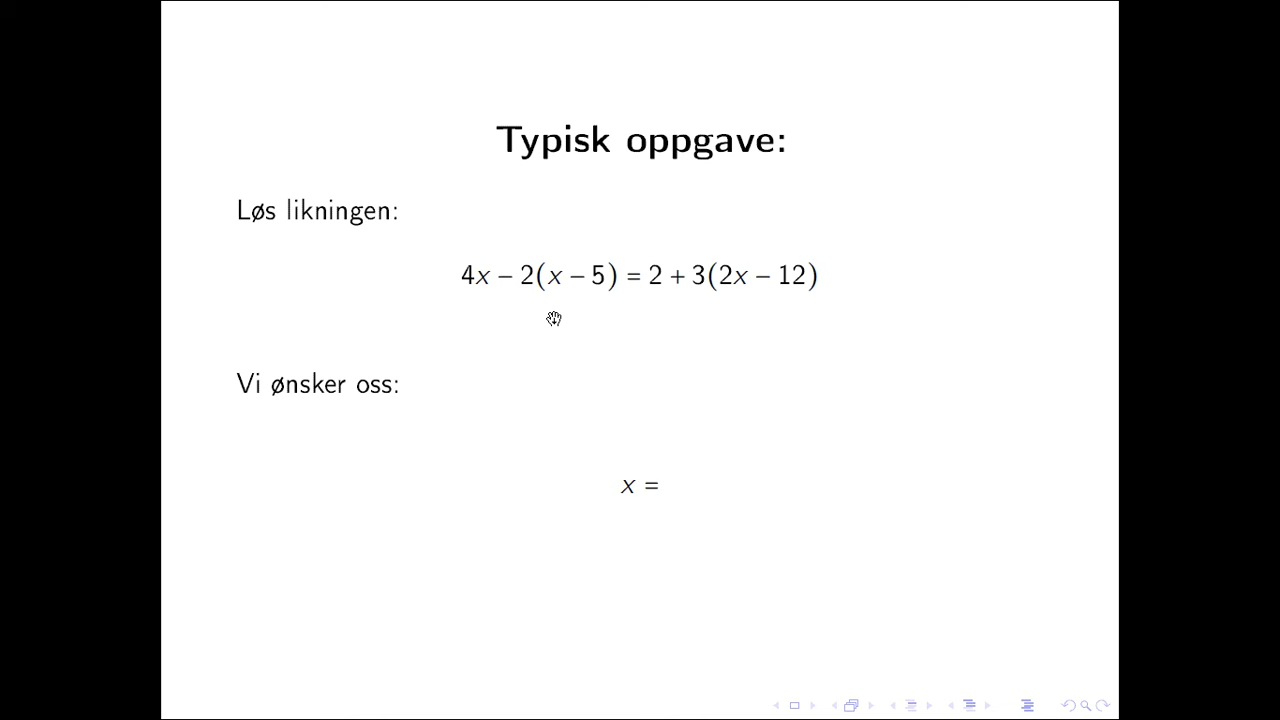 Typisk oppgave:
Løs likningen:
4x − 2(x − 5) = 2 + 3(2x − 12)
Vi ønsker oss:
x =